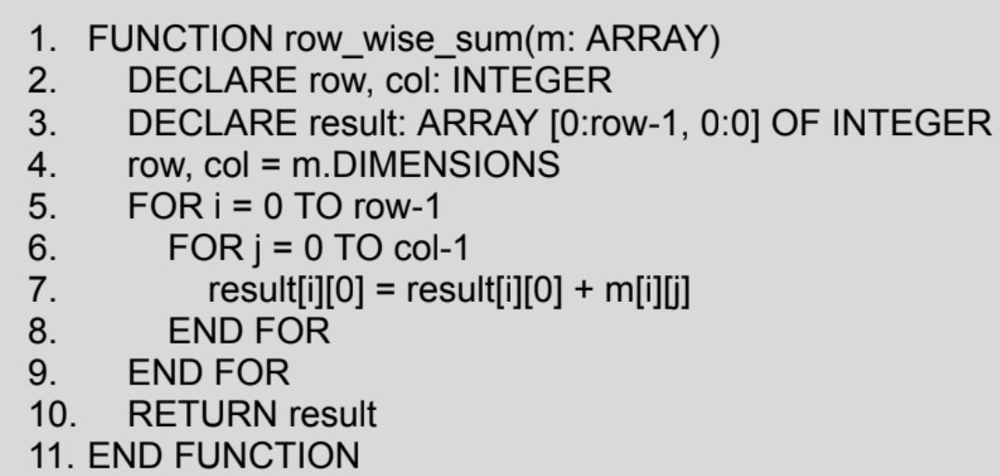 1. FUNCTION row_wise_sum(m: ARRAY)
2. DECLARE row, col: INTEGER
3. DECLARE result: ARRAY [0:row-1, 0:0] OF INTEGER
4. row, col = m.DIMENSIONS
5. FOR i = 0 TO row-1
6. FOR j = 0 TO col-1
7. result[i][0] = result[i][0] + m[i][j]
8. END FOR
9. END FOR
10. RETURN result
11. END FUNCTION